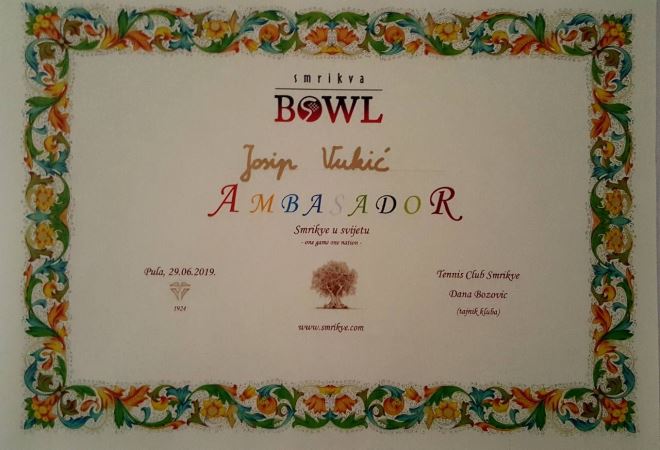 smrikva
BOWL
Josip Vukić
AMBASADOR
Smrikve u svijetu
- one game one nation -
Pula, 29.06.2019.
1924
www.smrikve.com
Tennis Club Smrikve
Dana Bozovic
(tajnik kluba)